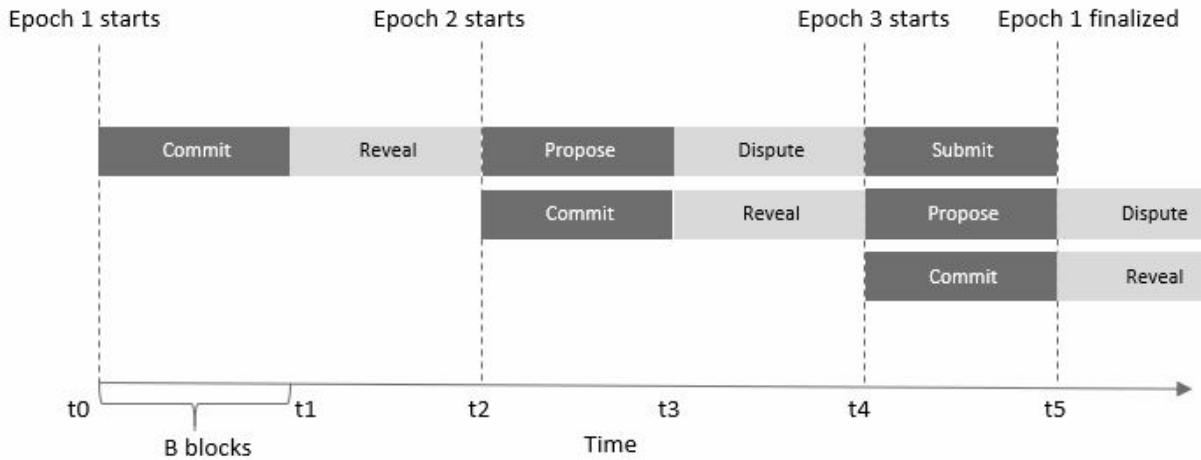 Epoch 1 starts
Epoch 2 starts
Epoch 3 starts
Epoch 1 finalized
Commit
Reveal
Propose
Dispute
Submit
Commit
Reveal
Propose
Dispute
Commit
Reveal
t0
t1
t2
t3
t4
t5
B blocks
Time